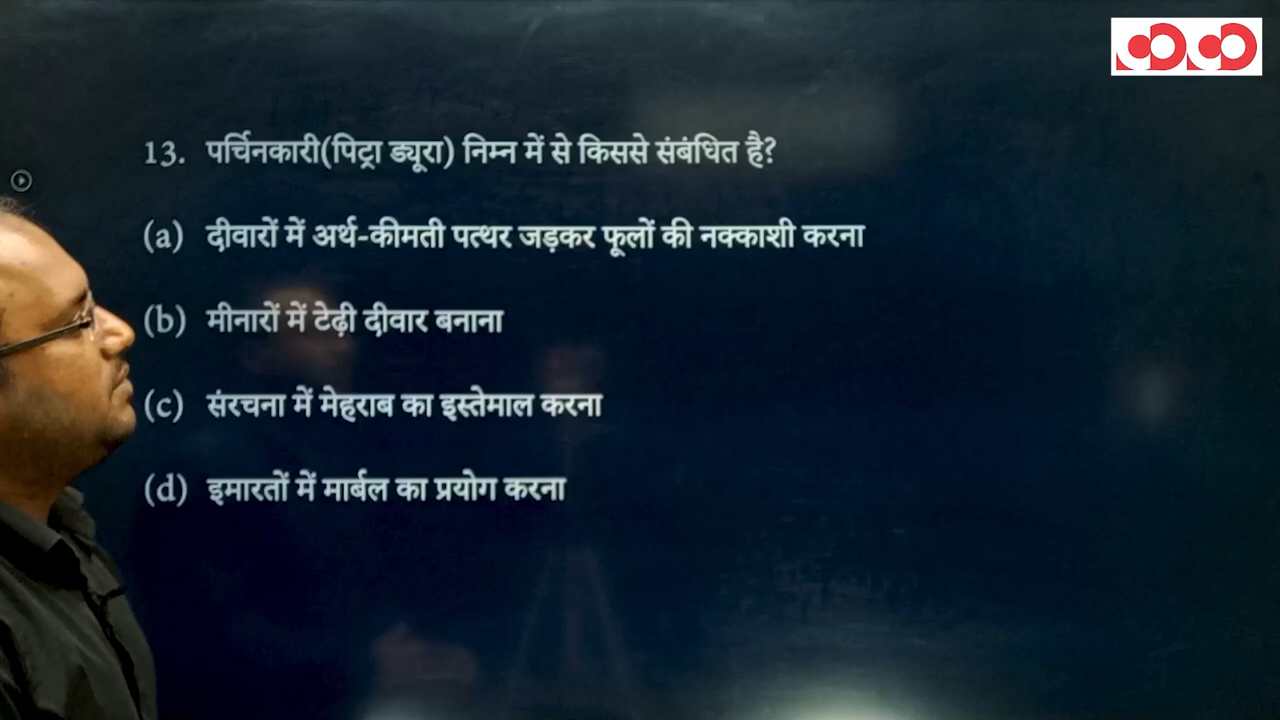 13. पर्चिनकारी(पिट्रा ड्यूरा) निम्न में से किससे संबंधित है?
(a) दीवारों में अर्थ-कीमती पत्थर जड़कर फूलों की नक्काशी करना
(b) मीनारों में टेढ़ी दीवार बनाना
(c) संरचना में मेहराब का इस्तेमाल करना
(d) इमारतों में मार्बल का प्रयोग करना